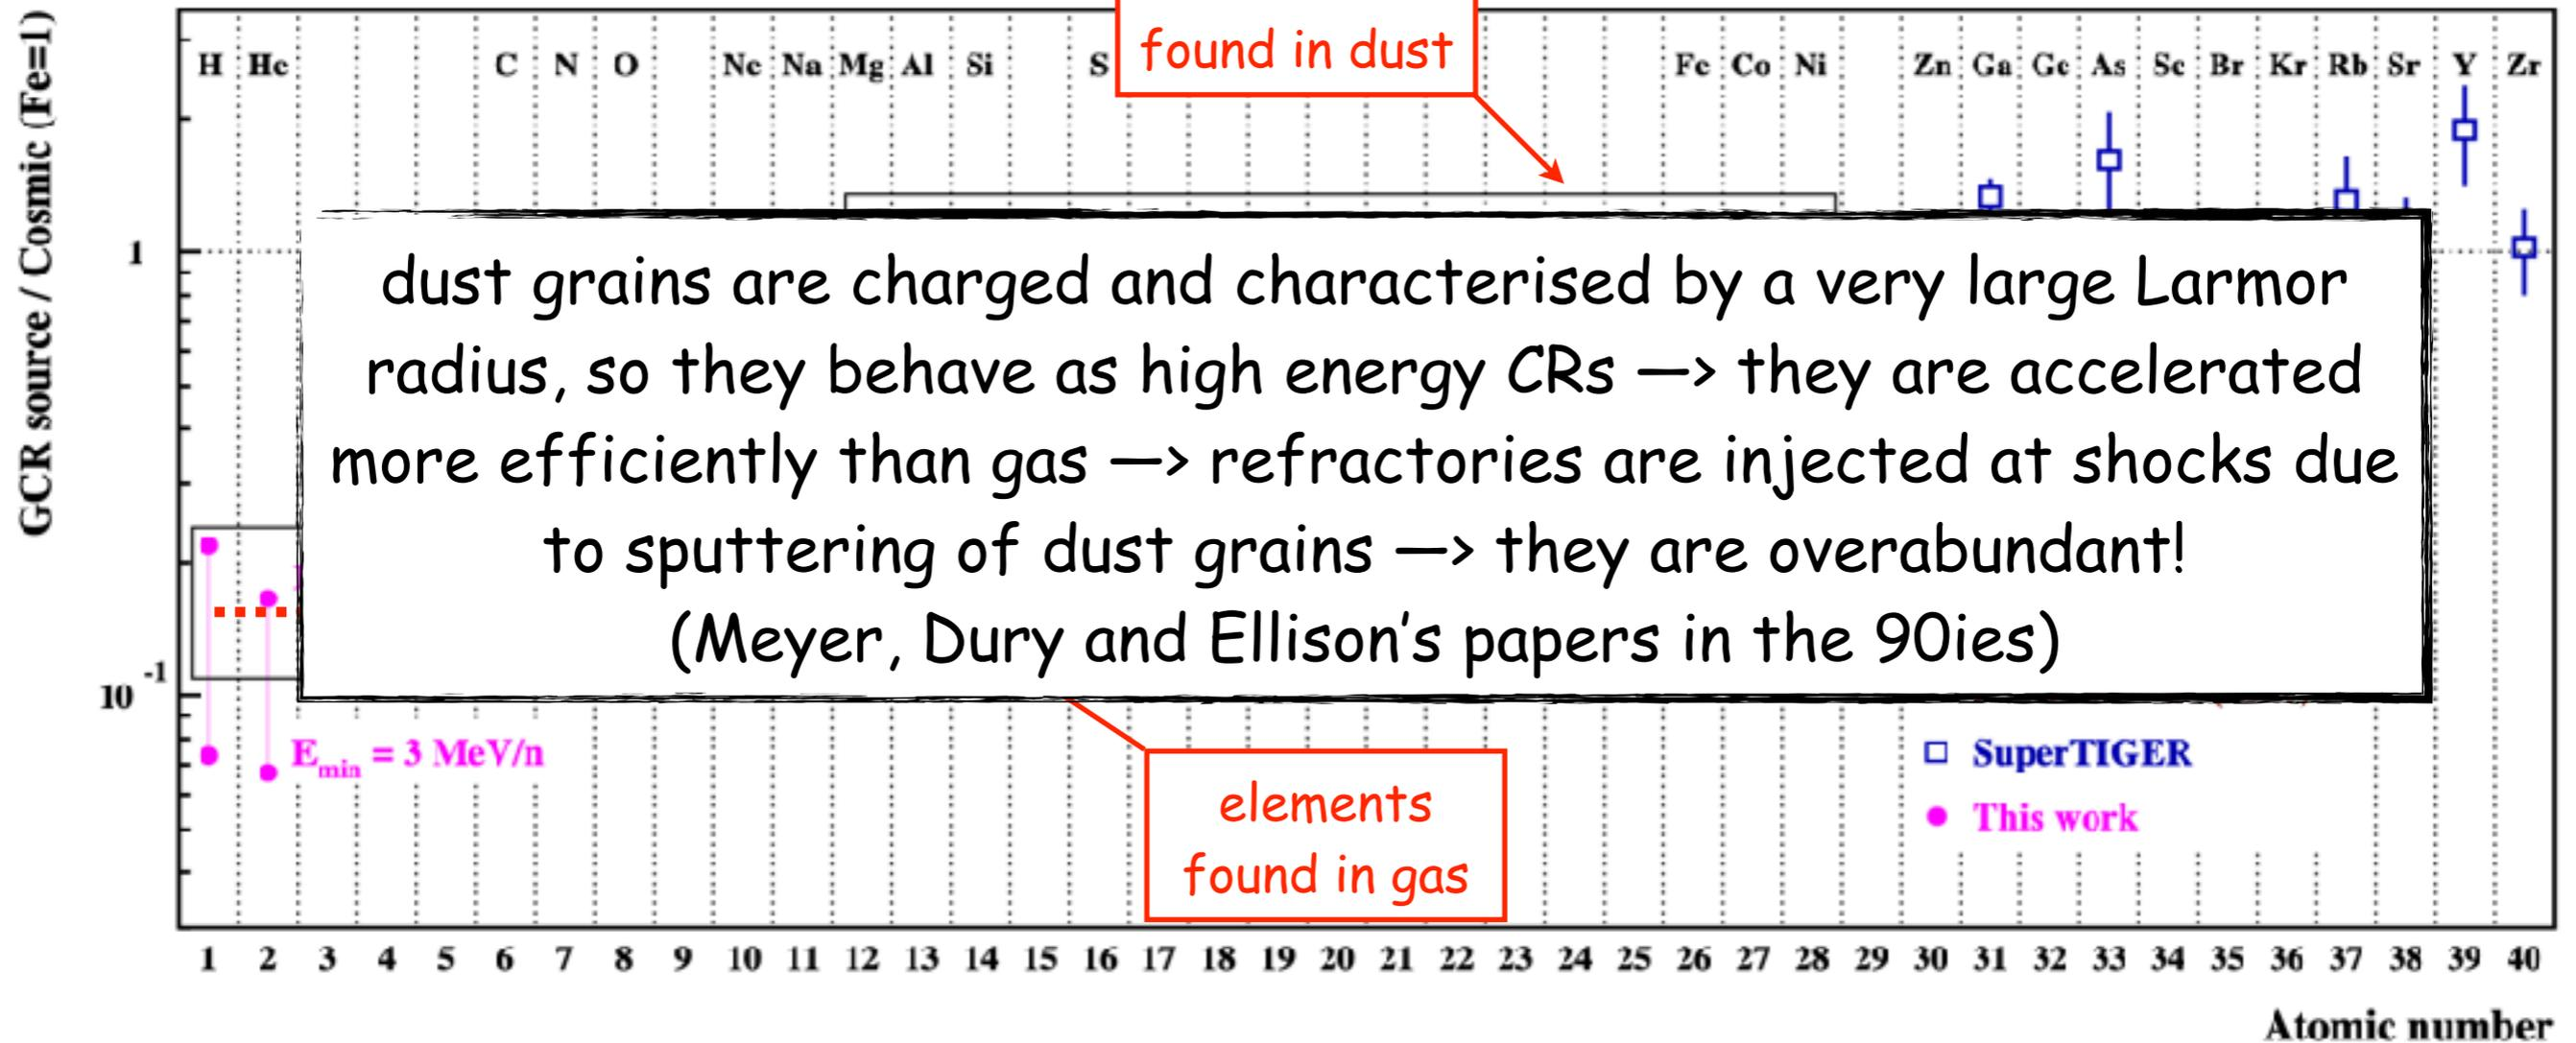 found in dust
H He C N O Ne Na Mg Al Si S Fe Co Ni Zn Ga Ge As Se Br Kr Rb Sr Y Zr
GCR source / Cosmic (Fe=1)
1
dust grains are charged and characterised by a very large Larmor
radius, so they behave as high energy CRs —> they are accelerated
more efficiently than gas —> refractories are injected at shocks due
to sputtering of dust grains —> they are overabundant!
(Meyer, Dury and Ellison’s papers in the 90ies)
10 -1
Emin = 3 MeV/n
SuperTIGER
This work
elements
found in gas
1 2 3 4 5 6 7 8 9 10 11 12 13 14 15 16 17 18 19 20 21 22 23 24 25 26 27 28 29 30 31 32 33 34 35 36 37 38 39 40
Atomic number